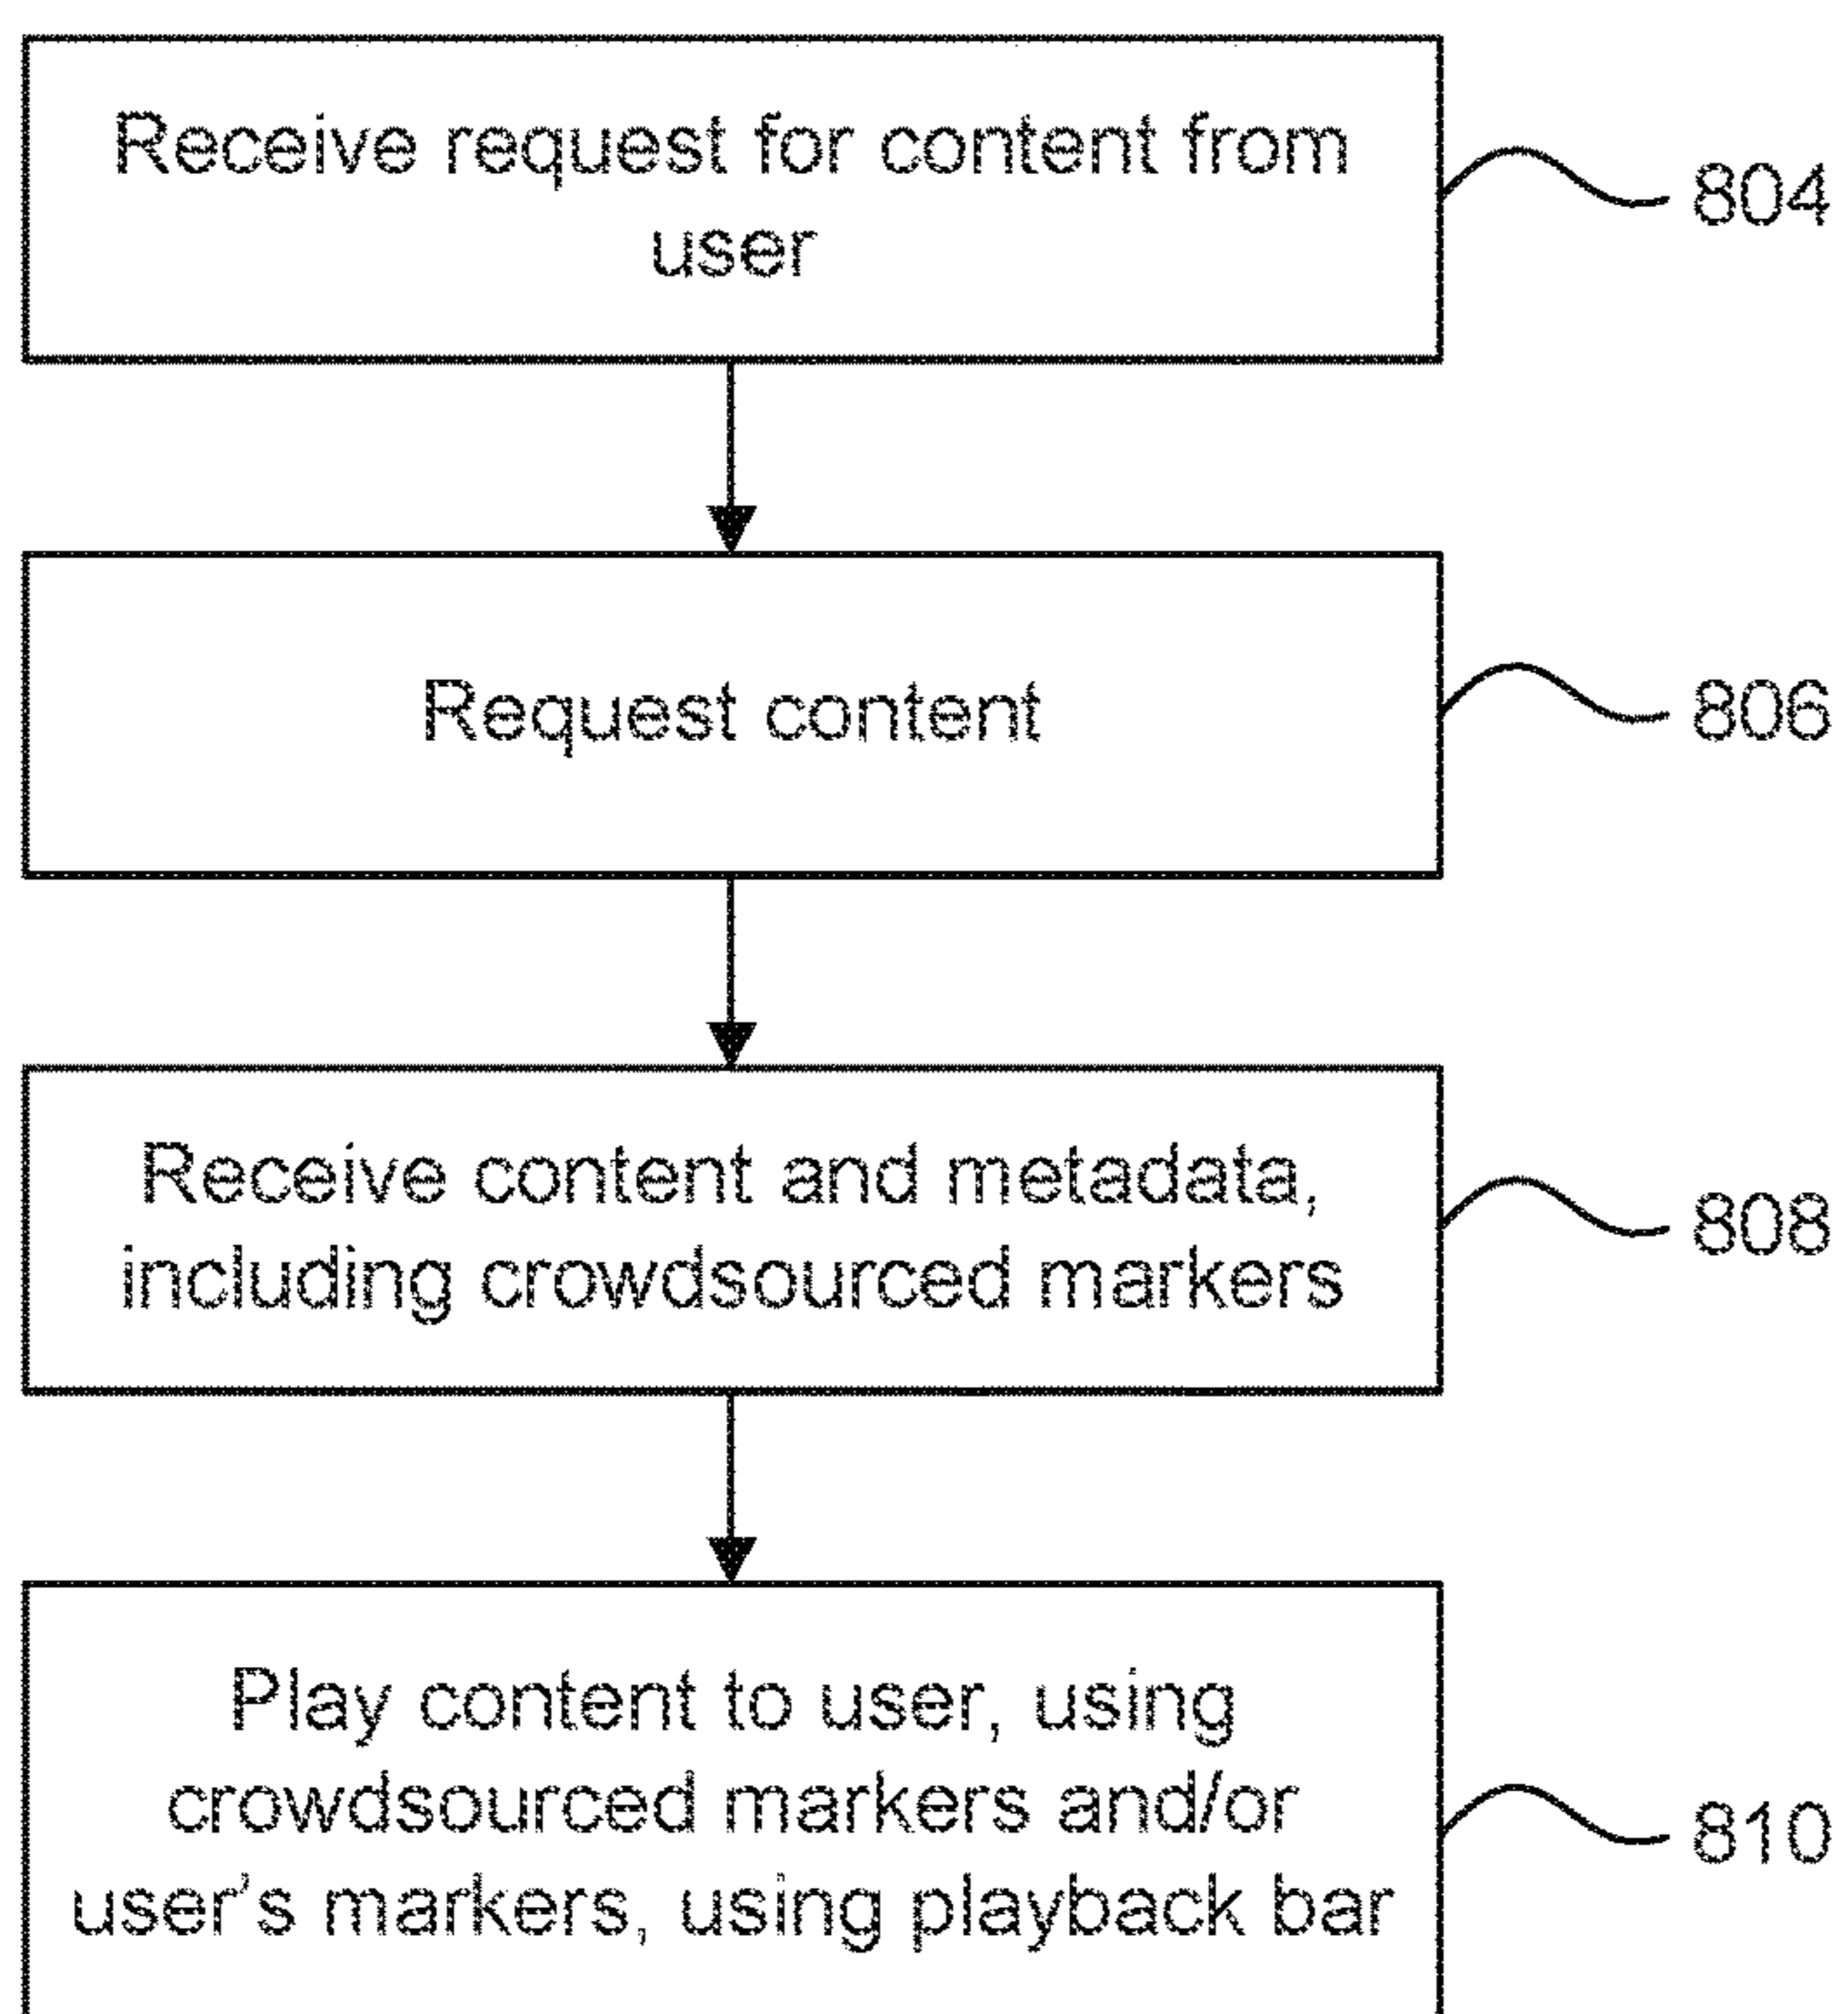 Receive request for content from
user
804
Request content
806
Receive content and metadata,
including crowdsourced markers
808
Play content to user, using
crowdsourced markers and/or
user's markers, using playback bar
810